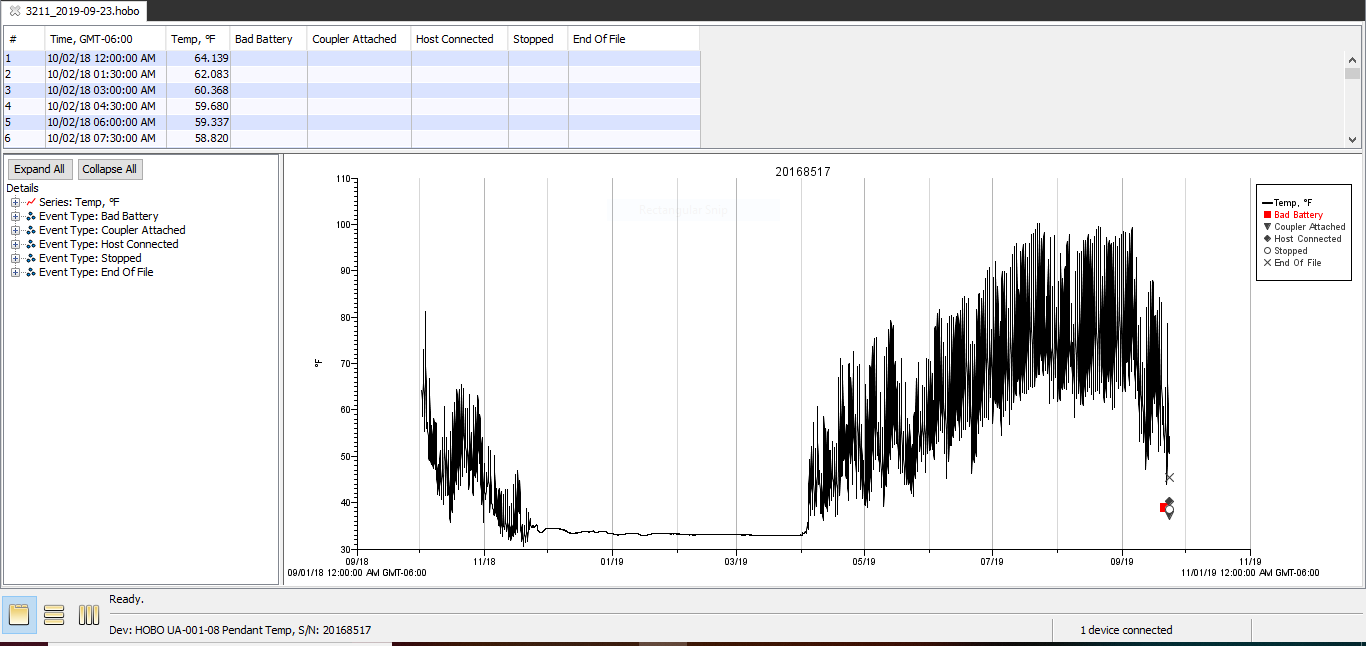 3211_2019-09-23.hobo
# Time, GMT-06:00 Temp, °F Bad Battery Coupler Attached Host Connected Stopped End Of File
1 10/02/18 12:00:00 AM 64.139
2 10/02/18 01:30:00 AM 62.083
3 10/02/18 03:00:00 AM 60.368
4 10/02/18 04:30:00 AM 59.680
5 10/02/18 06:00:00 AM 59.337
6 10/02/18 07:30:00 AM 58.820
Expand All Collapse All
Details
Series: Temp, °F
Event Type: Bad Battery
Event Type: Coupler Attached
Event Type: Host Connected
Event Type: Stopped
Event Type: End Of File
20168517
110
100
90
80
70
60
50
40
30
°F
09/18 11/18 01/19 03/19 05/19 07/19 09/19 11/19
09/01/18 12:00:00 AM GMT-06:00 11/01/19 12:00:00 AM GMT-06:00
Temp, °F
Bad Battery
Coupler Attached
Host Connected
Stopped
End Of File
Ready.
Dev: HOBO UA-001-08 Pendant Temp, S/N: 20168517 1 device connected